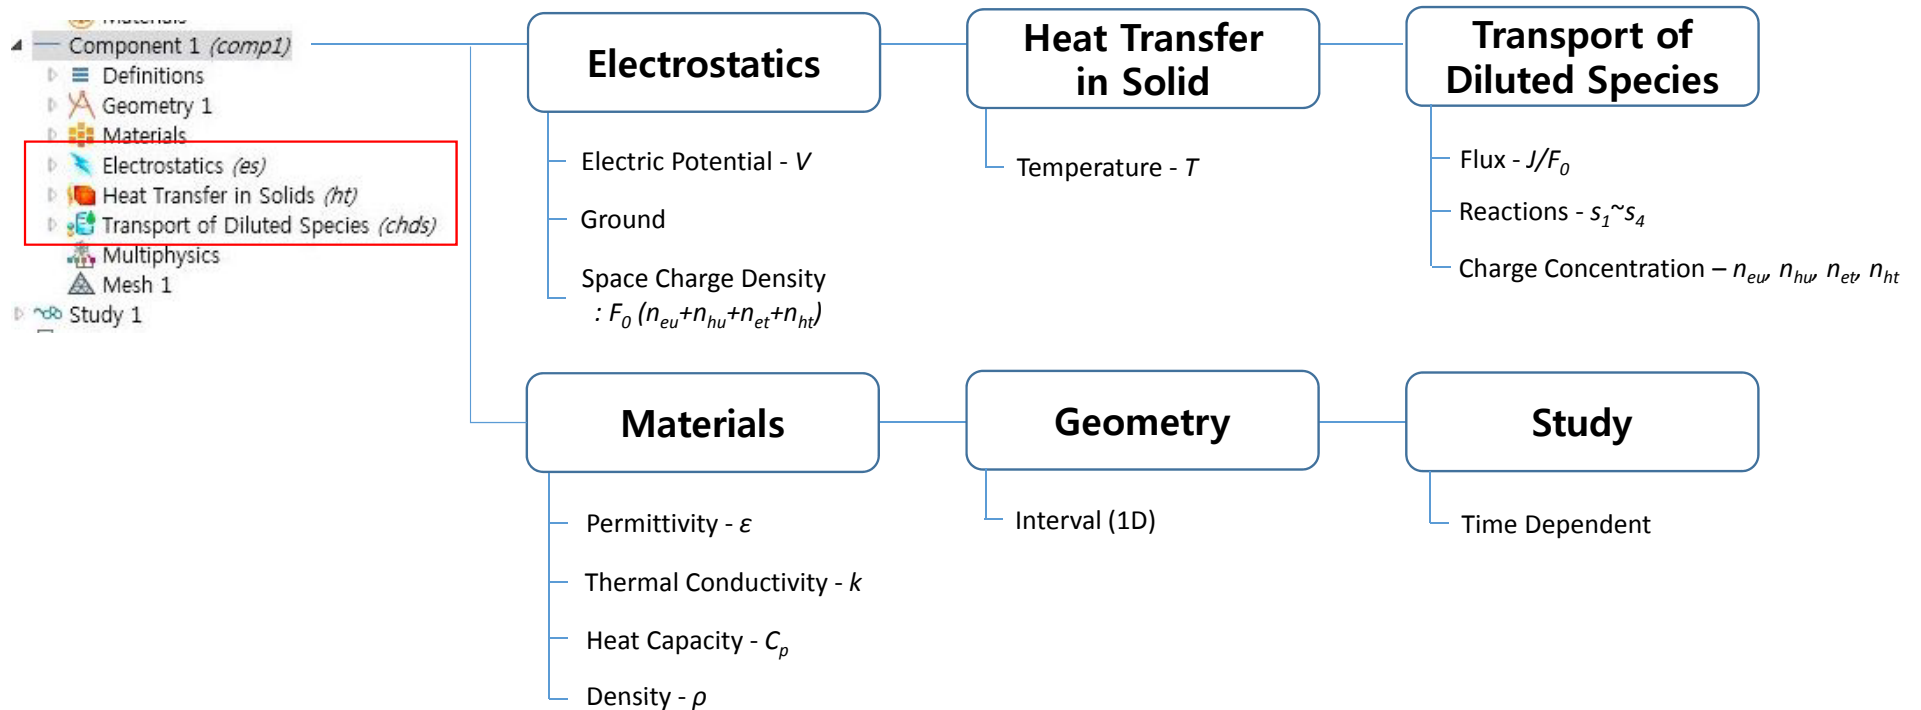 Materials
Component 1 (comp1)
Definitions
Geometry 1
Materials
Electrostatics (es)
Heat Transfer in Solids (ht)
Transport of Diluted Species (chds)
Multiphysics
Mesh 1
Study 1
Electrostatics
Electric Potential - V
Ground
Space Charge Density
: F0 (neu+nhu+net+nht)
Heat Transfer
in Solid
Temperature - T
Transport of
Diluted Species
Flux - J/F0
Reactions - s1~s4
Charge Concentration – neu, nhu, net, nht
Materials
Permittivity - ε
Thermal Conductivity - k
Heat Capacity - Cp
Density - ρ
Geometry
Interval (1D)
Study
Time Dependent